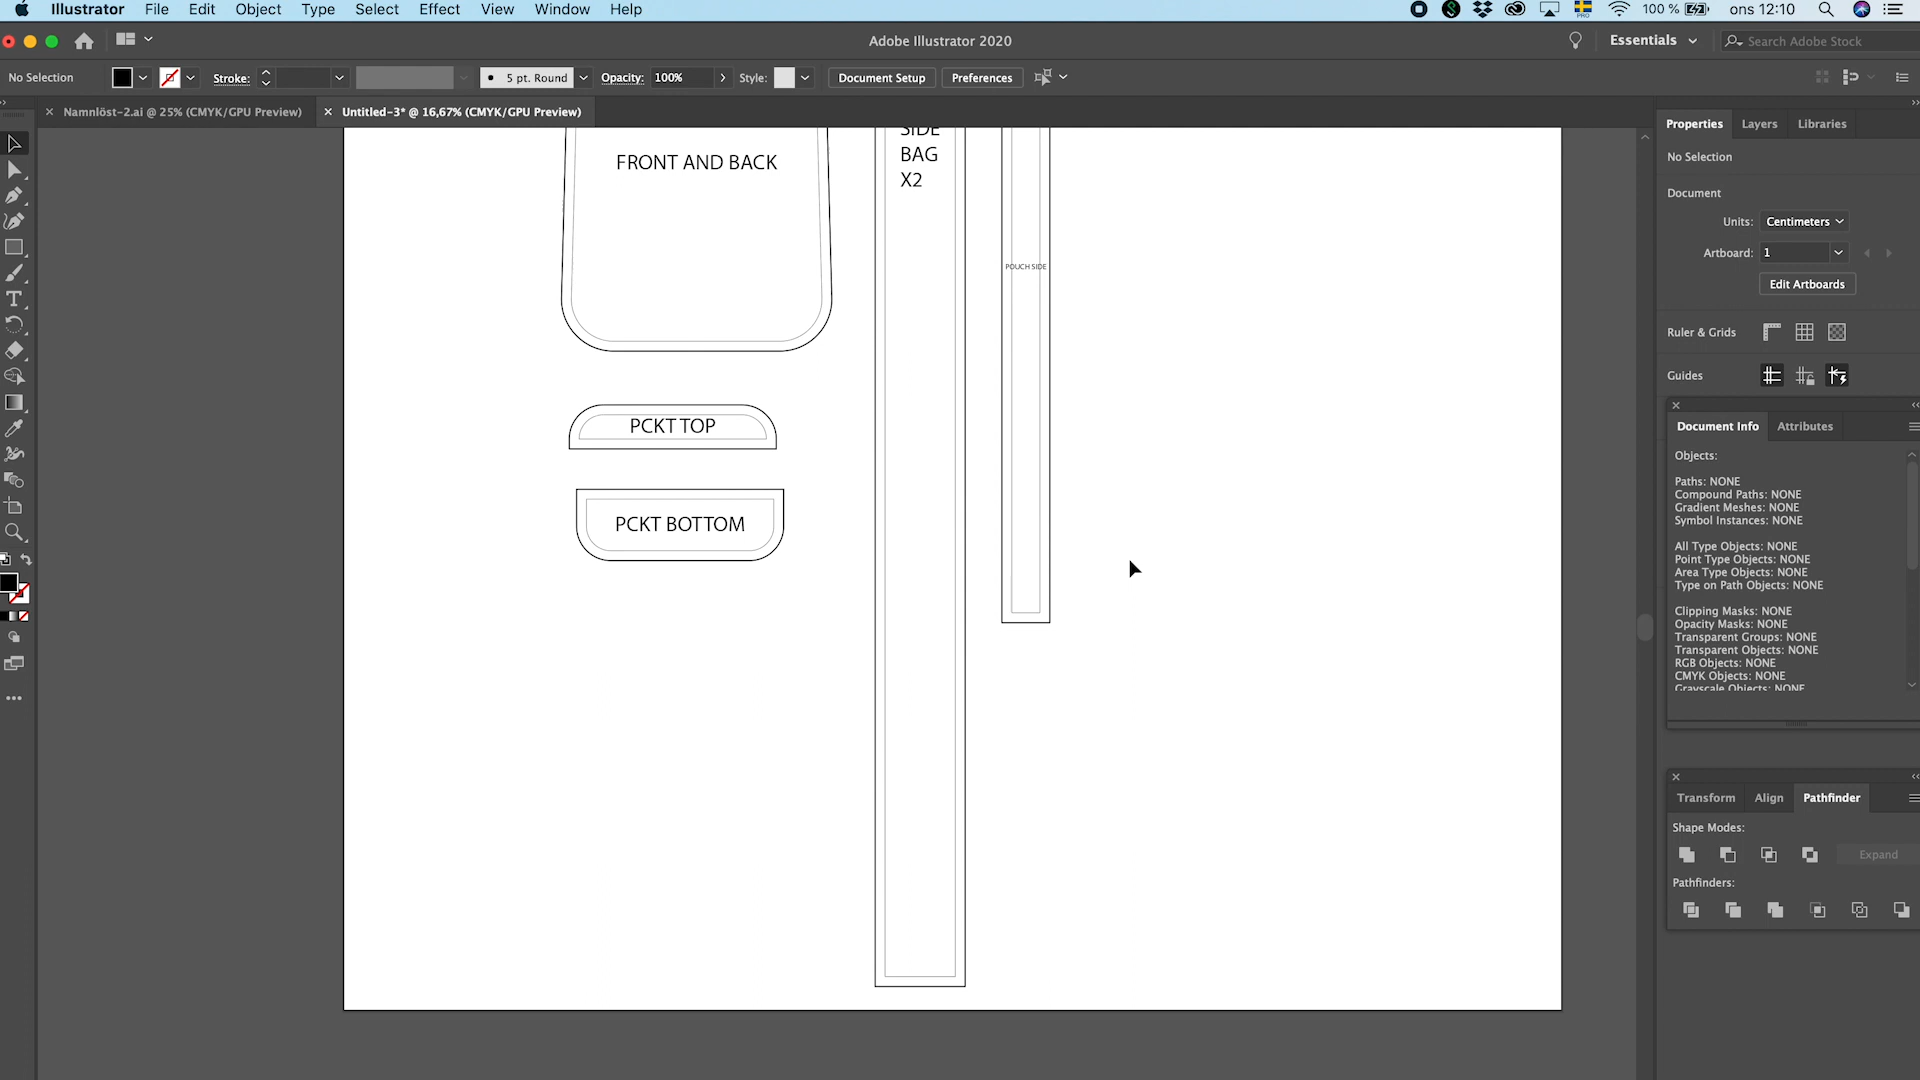 Illustrator File Edit Object Type Select Effect View Window Help 100 % ons 12:10
PRO
Adobe Illustrator 2020
Essentials
Search Adobe Stock
No Selection
Stroke:
5 pt. Round
Opacity: 100%
Style:
Document Setup
Preferences
Namnlöst-2.ai @ 25% (CMYK/GPU Preview)
Untitled-3* @ 16,67% (CMYK/GPU Preview)
FRONT AND BACK
SIDE
BAG
X2
POUCH SIDE
PCKT TOP
PCKT BOTTOM
Properties Layers Libraries
No Selection
Document
Units: Centimeters
Artboard: 1
Edit Artboards
Ruler & Grids
Guides
Document Info Attributes
Objects:
Paths: NONE
Compound Paths: NONE
Gradient Meshes: NONE
Symbol Instances: NONE
All Type Objects: NONE
Point Type Objects: NONE
Area Type Objects: NONE
Type on Path Objects: NONE
Clipping Masks: NONE
Opacity Masks: NONE
Transparent Groups: NONE
Transparent Objects: NONE
RGB Objects: NONE
CMYK Objects: NONE
Grayscale Objects: NONE
Transform Align Pathfinder
Shape Modes:
Expand
Pathfinders: